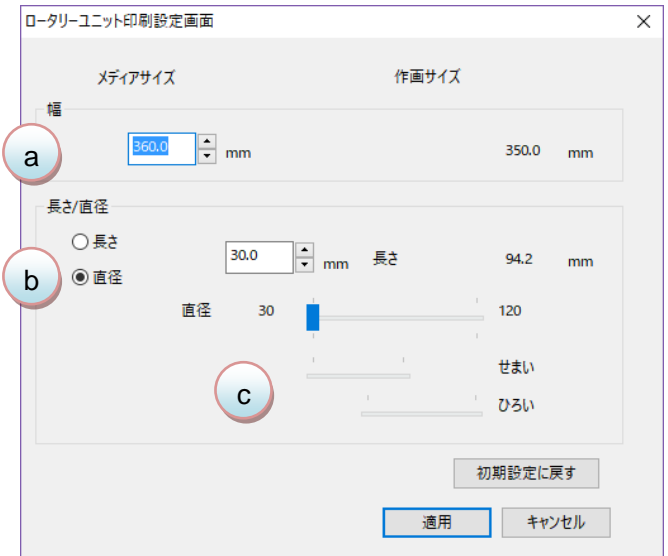 ロータリーユニット印刷設定画面
メディアサイズ 作画サイズ
幅
a 360.0 mm 350.0 mm
長さ/直径
長さ
30.0 mm 長さ 94.2 mm
b 直径
直径 30 120
せまい
c
ひろい
初期設定に戻す
適用 キャンセル